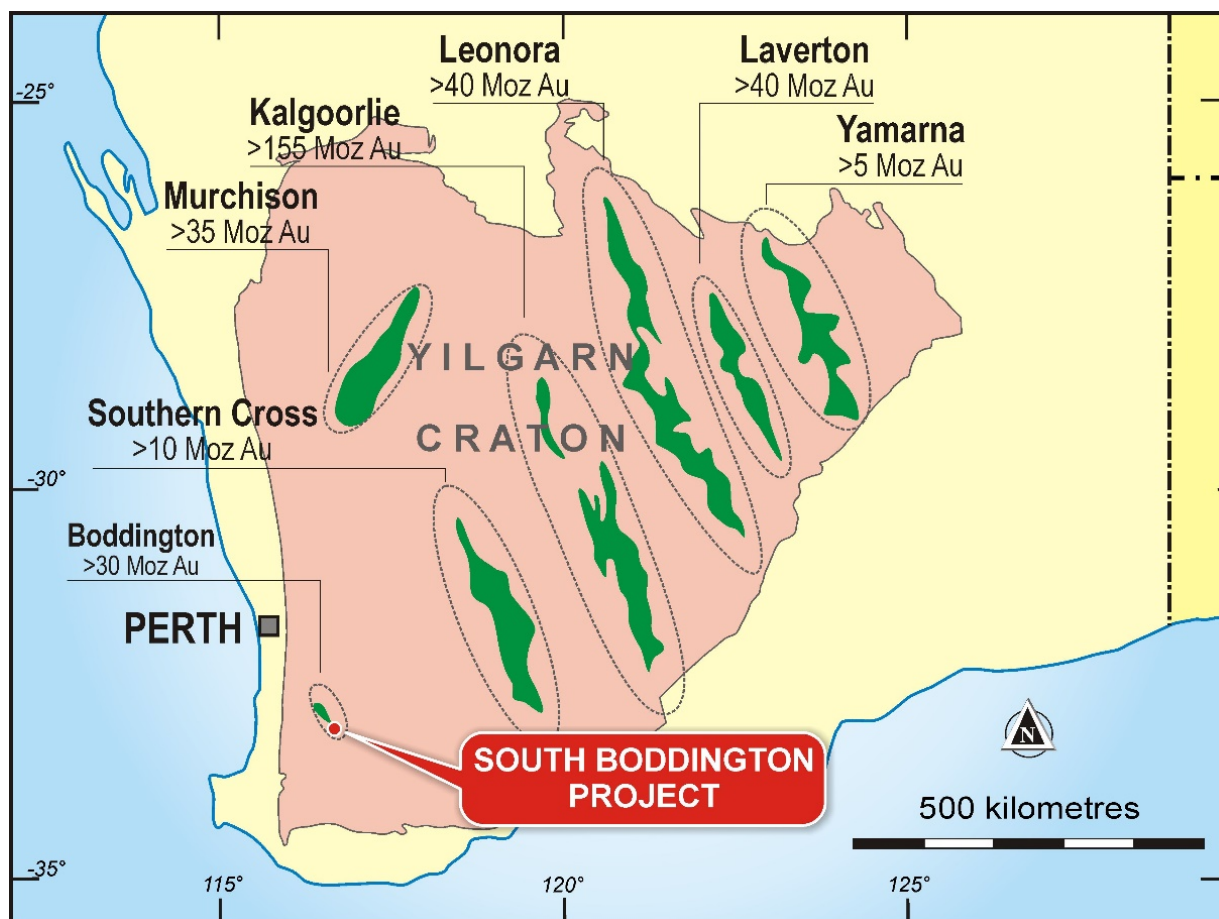 Leonora
>40 Moz Au
Laverton
>40 Moz Au
-25°
Kalgoorlie
>155 Moz Au
Yamarna
>5 Moz Au
Murchison
>35 Moz Au
YILGARN
CRATON
Southern Cross
>10 Moz Au
-30°
Boddington
>30 Moz Au
PERTH
SOUTH BODDINGTON
PROJECT
N
500 kilometres
-35°
115°
120°
125°